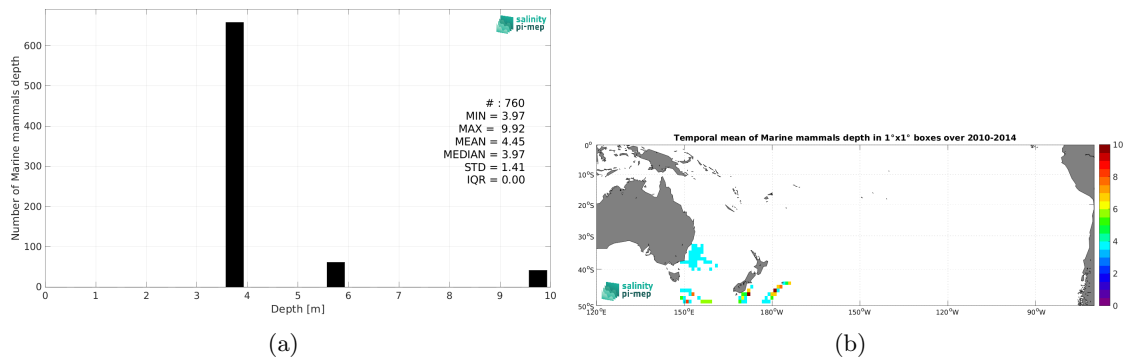 salinity
pi-mep
600
500
400
300
200
100
0
Number of Marine mammals depth
# : 760
MIN = 3.97
MAX = 9.92
MEAN = 4.45
MEDIAN = 3.97
STD = 1.41
IQR = 0.00
0 1 2 3 4 5 6 7 8 9 10
Depth [m]
(a)
Temporal mean of Marine mammals depth in 1°x1° boxes over 2010-2014
0°
10°S
20°S
30°S
40°S
50°S
120°E 150°E 180°W 150°W 120°W 90°W
salinity
pi-mep
10
8
6
4
2
0
(b)